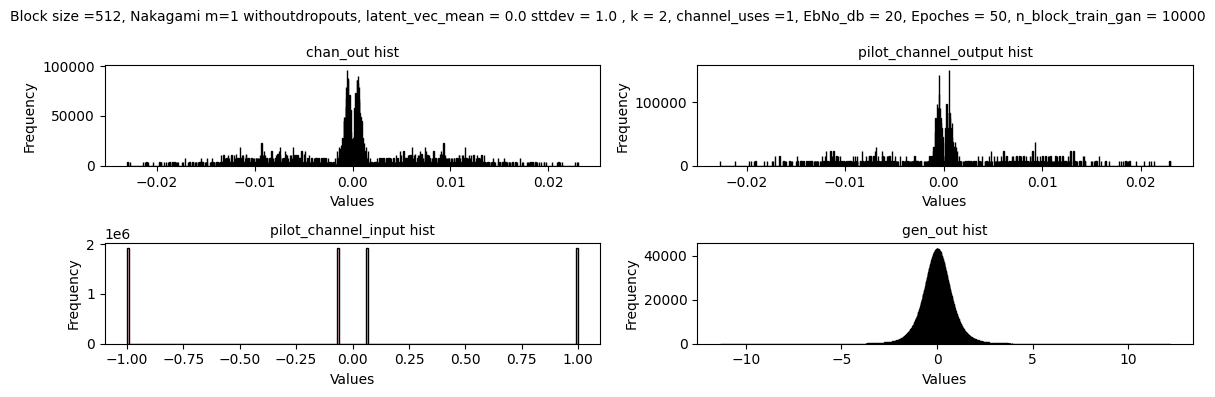 Block size =512, Nakagami m=1 withoutdropouts, latent_vec_mean = 0.0 sttdev = 1.0 , k = 2, channel_uses =1, EbNo_db = 20, Epoches = 50, n_block_train_gan = 10000
chan_out hist
100000
50000
0
Frequency
−0.02 −0.01 0.00 0.01 0.02
Values
pilot_channel_output hist
100000
0
Frequency
−0.02 −0.01 0.00 0.01 0.02
Values
pilot_channel_input hist
1e6
2
1
0
Frequency
−1.00 −0.75 −0.50 −0.25 0.00 0.25 0.50 0.75 1.00
Values
gen_out hist
40000
20000
0
Frequency
−10 −5 0 5 10
Values